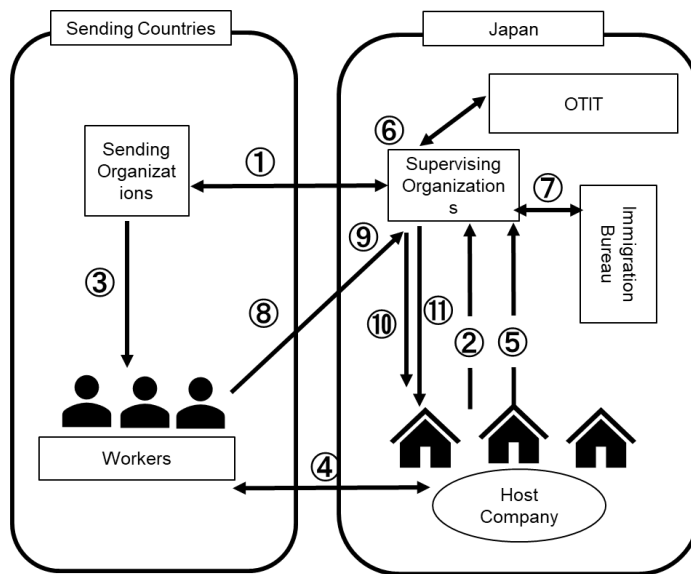 Sending Countries
Japan
OTIT
⑥
Sending
Organizat
ions
①
Supervising
Organization
s
⑦
Immigration
Bureau
⑨
③
⑧
⑩
⑪
②
⑤
Workers
④
Host
Company